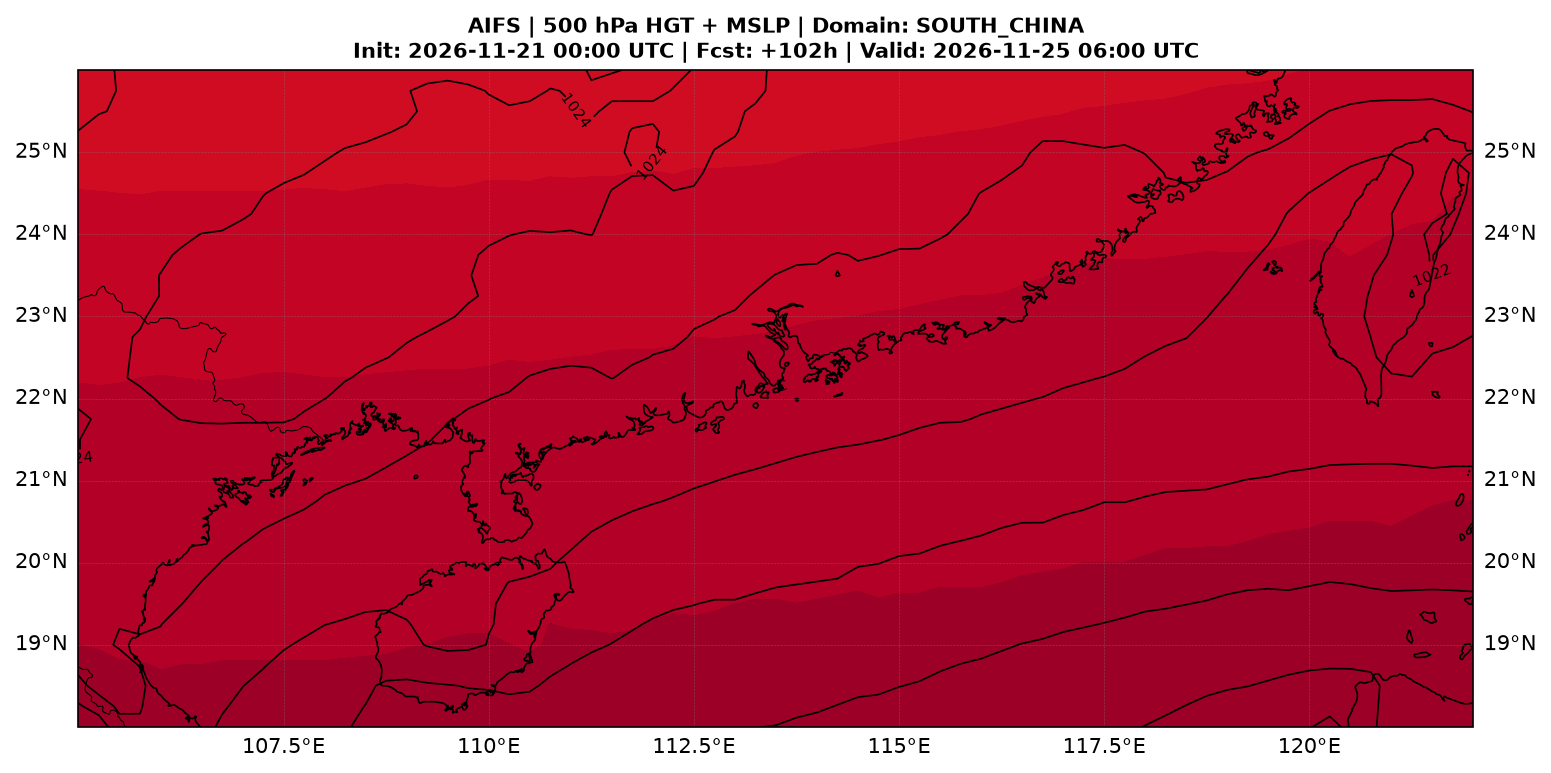 AIFS | 500 hPa HGT + MSLP | Domain: SOUTH_CHINA
Init: 2026-11-21 00:00 UTC | Fcst: +102h | Valid: 2026-11-25 06:00 UTC
1024
1024
25°N 25°N
24°N 24°N
1022
23°N 23°N
22°N 22°N
24
21°N 21°N
20°N 20°N
19°N 19°N
107.5°E 110°E 112.5°E 115°E 117.5°E 120°E